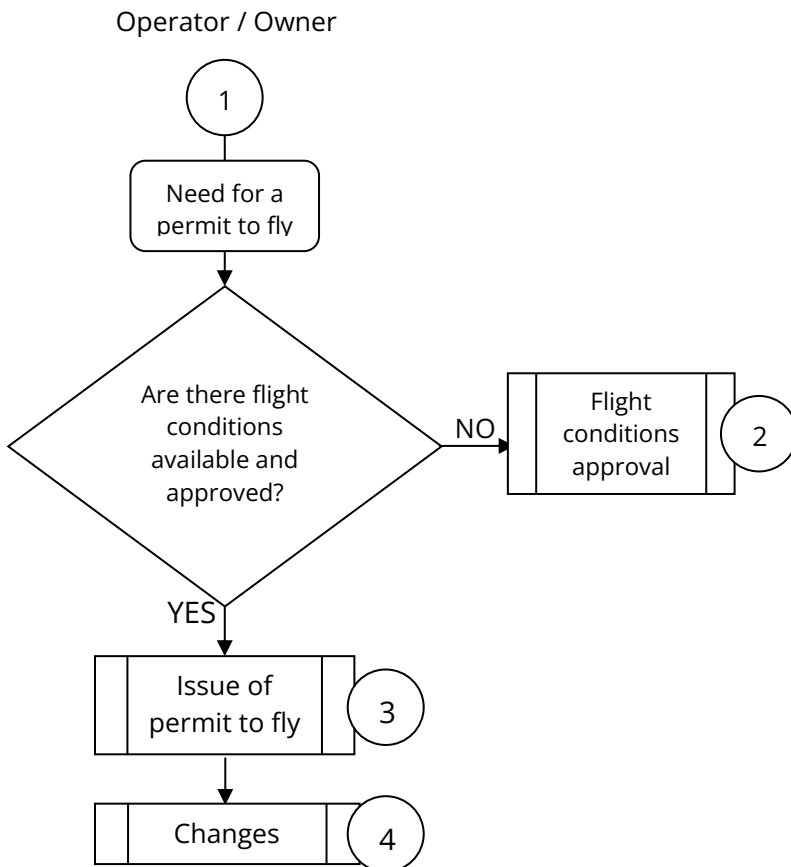 Operator / Owner
1
Need for a
permit to fly
Are there flight
conditions
available and
approved?
NO
Flight
conditions
approval
2
YES
Issue of
permit to fly
3
Changes
4